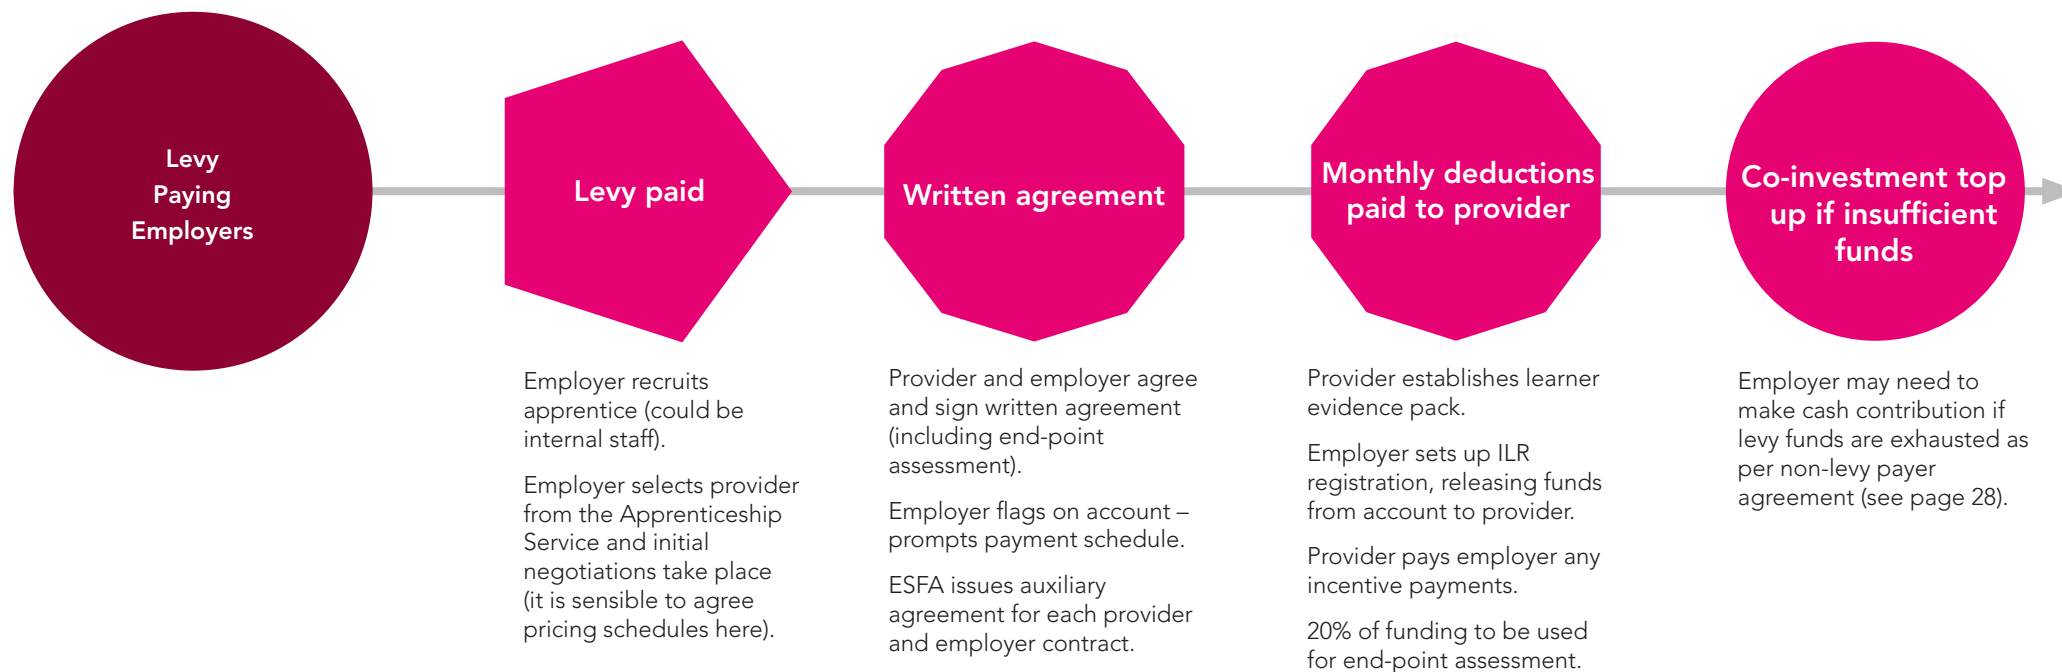 Levy
Paying
Employers
Levy paid
Employer recruits
apprentice (could be
internal staff).
Employer selects provider
from the Apprenticeship
Service and initial
negotiations take place
(it is sensible to agree
pricing schedules here).
Written agreement
Provider and employer agree
and sign written agreement
(including end-point
assessment).
Employer flags on account –
prompts payment schedule.
ESFA issues auxiliary
agreement for each provider
and employer contract.
Monthly deductions
paid to provider
Provider establishes learner
evidence pack.
Employer sets up ILR
registration, releasing funds
from account to provider.
Provider pays employer any
incentive payments.
20% of funding to be used
for end-point assessment.
Co-investment top
up if insufficient
funds
Employer may need to
make cash contribution if
levy funds are exhausted as
per non-levy payer
agreement (see page 28).